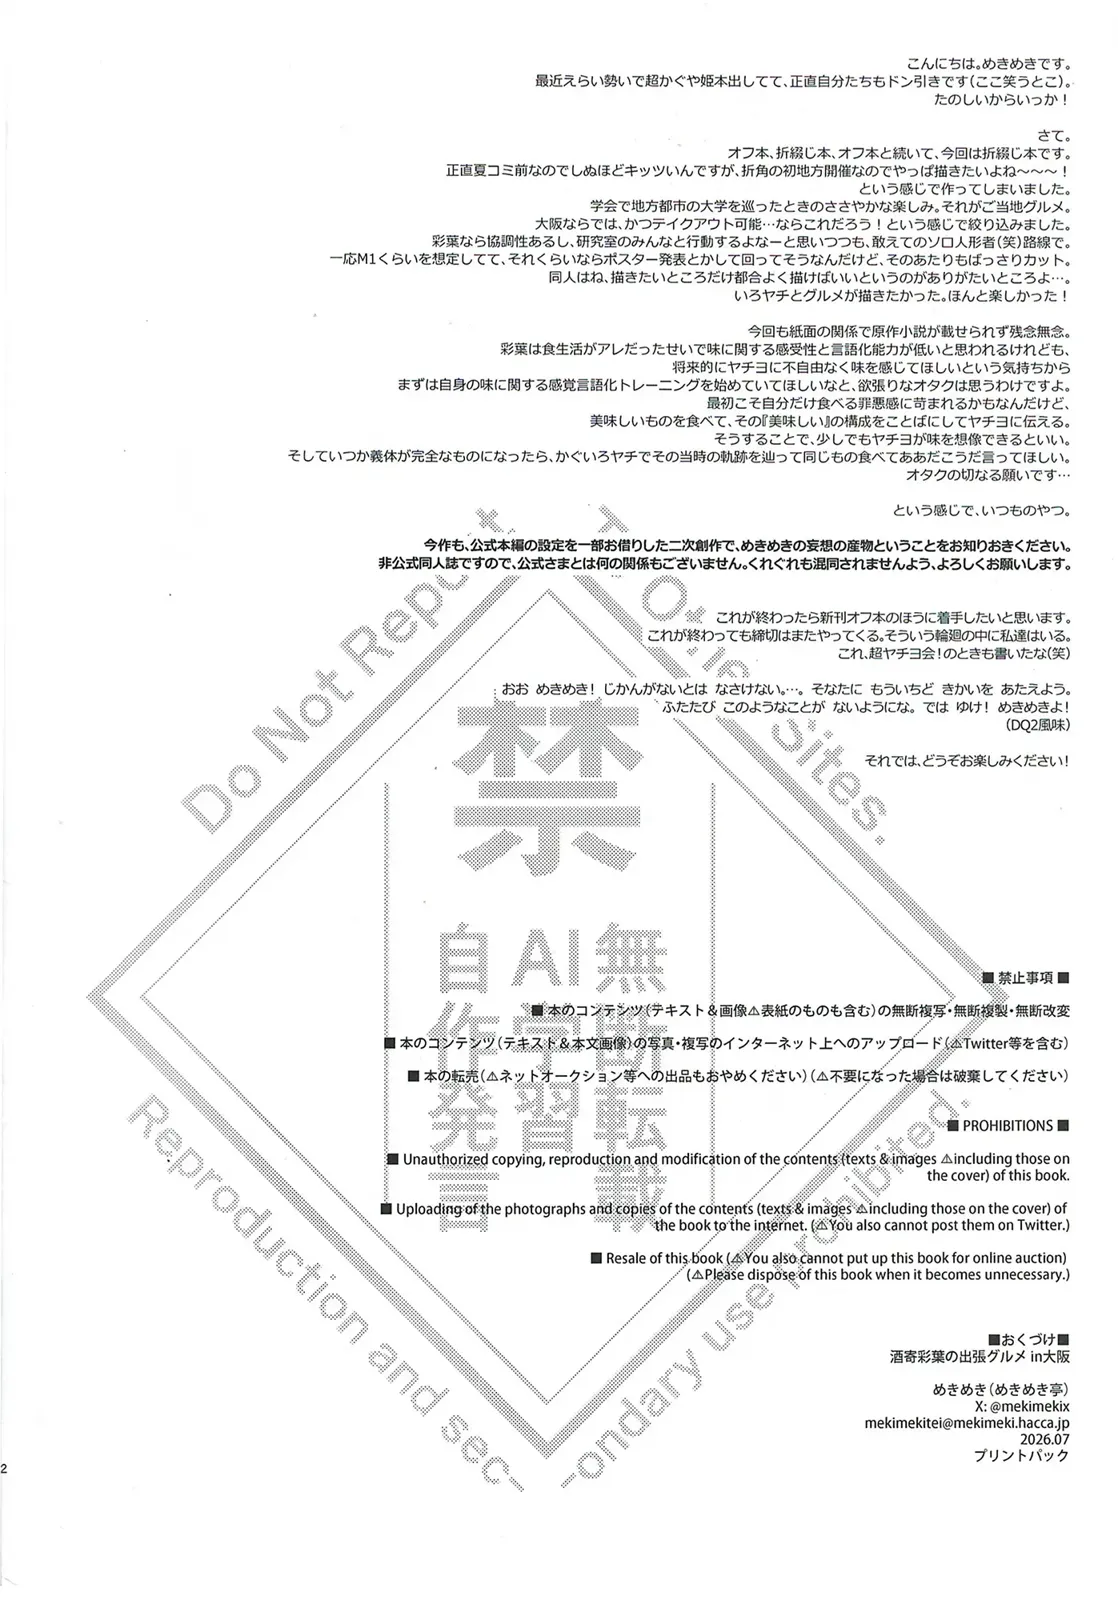 こんにちは。めきめきです。
最近えらい勢いで超かぐや姫本出してて、正直自分たちもドン引きです(ここ笑うとこ)。
たのしいからいっか！
さて。
オフ本、折綴じ本、オフ本と続いて、今回は折綴じ本です。
正直夏コミ前なのでしぬほどキッツいんですが、折角の初地方開催なのでやっぱ描きたいよね〜〜〜！
という感じで作ってしまいました。
学会で地方都市の大学を巡ったときのささやかな楽しみ。それがご当地グルメ。
大阪ならでは、かつテイクアウト可能…ならこれだろう！という感じで絞り込みました。
彩葉なら協調性あるし、研究室のみんなと行動するよなーと思いつつも、敢えてのソロ人形者(笑)路線で。
一応M1くらいを想定してて、それくらいならポスター発表とかして回ってそうなんだけど、そのあたりもばっさりカット。
同人はね、描きたいところだけ都合よく描けばいいというのがありがたいところよ…。
いろヤチとグルメが描きたかった。ほんと楽しかった！
今回も紙面の関係で原作小説が載せられず残念無念。
彩葉は食生活がアレだったせいで味に関する感受性と言語化能力が低いと思われるけれども、
将来的にヤチヨに不自由なく味を感じてほしいという気持ちから
まずは自身の味に関する感覚言語化トレーニングを始めていてほしいなと、欲張りなオタクは思うわけですよ。
最初こそ自分だけ食べる罪悪感に苛まれるかもなんだけど、
美味しいものを食べて、その『美味しい』の構成をことばにしてヤチヨに伝える。
そうすることで、少しでもヤチヨが味を想像できるといい。
そしていつか義体が完全なものになったら、かぐいろヤチでその当時の軌跡を辿って同じもの食べてああだこうだ言ってほしい。
オタクの切なる願いです…
という感じで、いつものやつ。
今作も、公式本編の設定を一部お借りした二次創作で、めきめきの妄想の産物ということをお知りおきください。
非公式同人誌ですので、公式さまとは何の関係もございません。くれぐれも混同されませんよう、よろしくお願いします。
これが終わったら新刊オフ本のほうに着手したいと思います。
これが終わっても締切はまたやってくる。そういう輪廻の中に私達はいる。
これ、超ヤチヨ会！のときも書いたな(笑)
おお めきめき！ じかんがないとは なさけない。…。 そなたに もういちど きかいを あたえよう。
ふたたび このようなことが ないようにな。 では ゆけ！ めきめきよ！
(DQ2風味)
それでは、どうぞお楽しみください！
Do Not Repost To Other Sites.
禁
無断転載
AI学習
自作発言
Reproduction and sec-
-ondary use prohibited.
■ 禁止事項 ■
■ 本のコンテンツ(テキスト＆画像⚠表紙のものも含む)の無断複写・無断複製・無断改変
■ 本のコンテンツ(テキスト＆本文画像)の写真・複写のインターネット上へのアップロード(⚠Twitter等を含む)
■ 本の転売(⚠ネットオークション等への出品もおやめください)(⚠不要になった場合は破棄してください)
■ PROHIBITIONS ■
■ Unauthorized copying, reproduction and modification of the contents (texts & images ⚠including those on
the cover) of this book.
■ Uploading of the photographs and copies of the contents (texts & images ⚠including those on the cover) of
the book to the internet. (⚠You also cannot post them on Twitter.)
■ Resale of this book (⚠You also cannot put up this book for online auction)
(⚠Please dispose of this book when it becomes unnecessary.)
■おくづけ■
酒寄彩葉の出張グルメ in大阪
めきめき(めきめき亭)
X: @mekimekix
mekimekitei@mekimeki.hacca.jp
2026.07
プリントパック
2